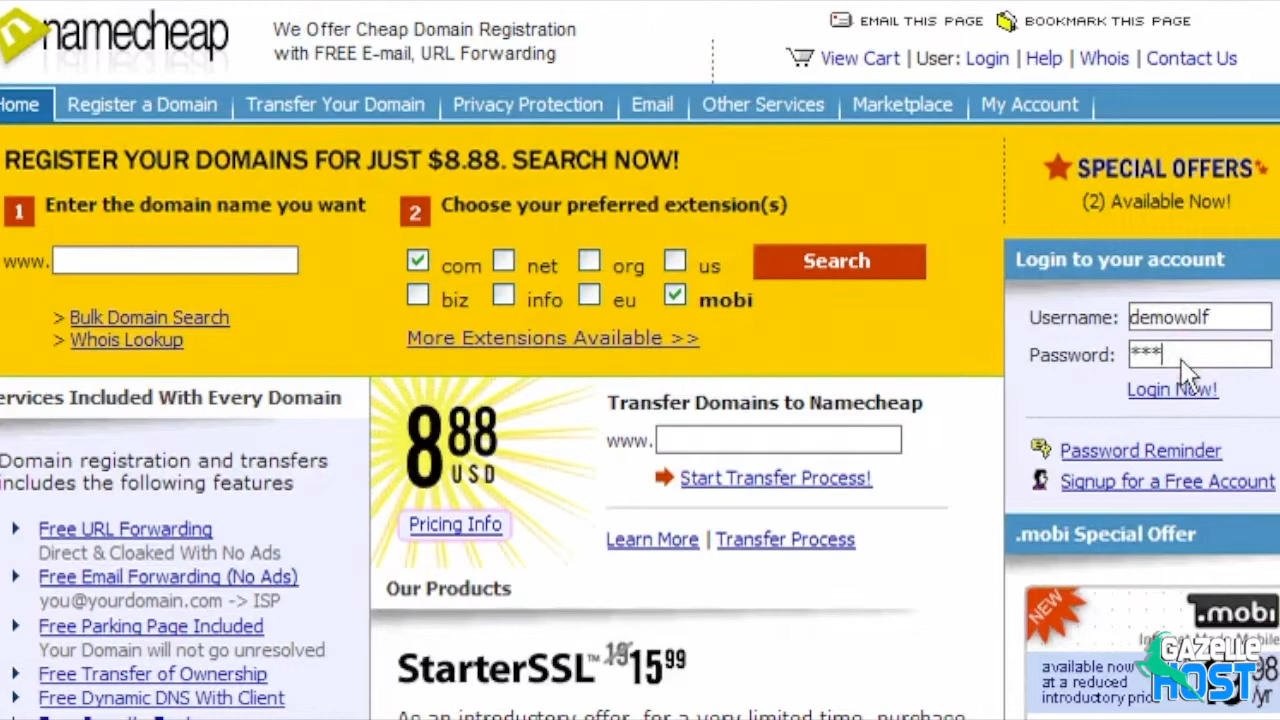 namecheap
We Offer Cheap Domain Registration
with FREE E-mail, URL Forwarding
EMAIL THIS PAGE
BOOKMARK THIS PAGE
View Cart | User: Login | Help | Whois | Contact Us
Home
Register a Domain
Transfer Your Domain
Privacy Protection
Email
Other Services
Marketplace
My Account
REGISTER YOUR DOMAINS FOR JUST $8.88. SEARCH NOW!
1
Enter the domain name you want
www.
> Bulk Domain Search
> Whois Lookup
2
Choose your preferred extension(s)
com
net
org
us
biz
info
eu
mobi
Search
More Extensions Available >>
SPECIAL OFFERS
(2) Available Now!
Login to your account
Username: demowolf
Password: ***
Login Now!
Password Reminder
Signup for a Free Account
ervices Included With Every Domain
Domain registration and transfers
includes the following features
Free URL Forwarding
Direct & Cloaked With No Ads
Free Email Forwarding (No Ads)
you@yourdomain.com -> ISP
Free Parking Page Included
Your Domain will not go unresolved
Free Transfer of Ownership
Free Dynamic DNS With Client
8 88
USD
Pricing Info
Transfer Domains to Namecheap
www.
Start Transfer Process!
Learn More | Transfer Process
Our Products
StarterSSL™ 19 15 99
As an introductory offer, for a very limited time, purchase
.mobi Special Offer
NEW
.mobi
available now
at a reduced
introductory price
98
/yr
GAZELLE
HOST